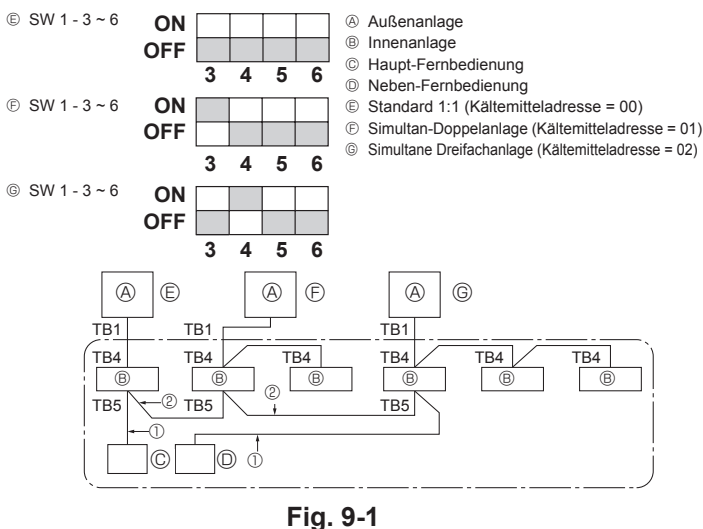 Ⓔ SW 1 - 3 ~ 6
ON
OFF
3 4 5 6
Ⓕ SW 1 - 3 ~ 6
ON
OFF
3 4 5 6
Ⓖ SW 1 - 3 ~ 6
ON
OFF
3 4 5 6
Ⓐ Außenanlage
Ⓑ Innenanlage
Ⓒ Haupt-Fernbedienung
Ⓓ Neben-Fernbedienung
Ⓔ Standard 1:1 (Kältemitteladresse = 00)
Ⓕ Simultan-Doppelanlage (Kältemitteladresse = 01)
Ⓖ Simultane Dreifachanlage (Kältemitteladresse = 02)
Ⓐ Ⓔ Ⓐ Ⓕ Ⓐ Ⓖ
TB1 TB1 TB1
TB4 TB4 TB4 TB4 TB4 TB4
Ⓑ Ⓑ Ⓑ Ⓑ Ⓑ Ⓑ
TB5 ② TB5 ② TB5
①
Ⓒ Ⓓ ①
Fig. 9-1